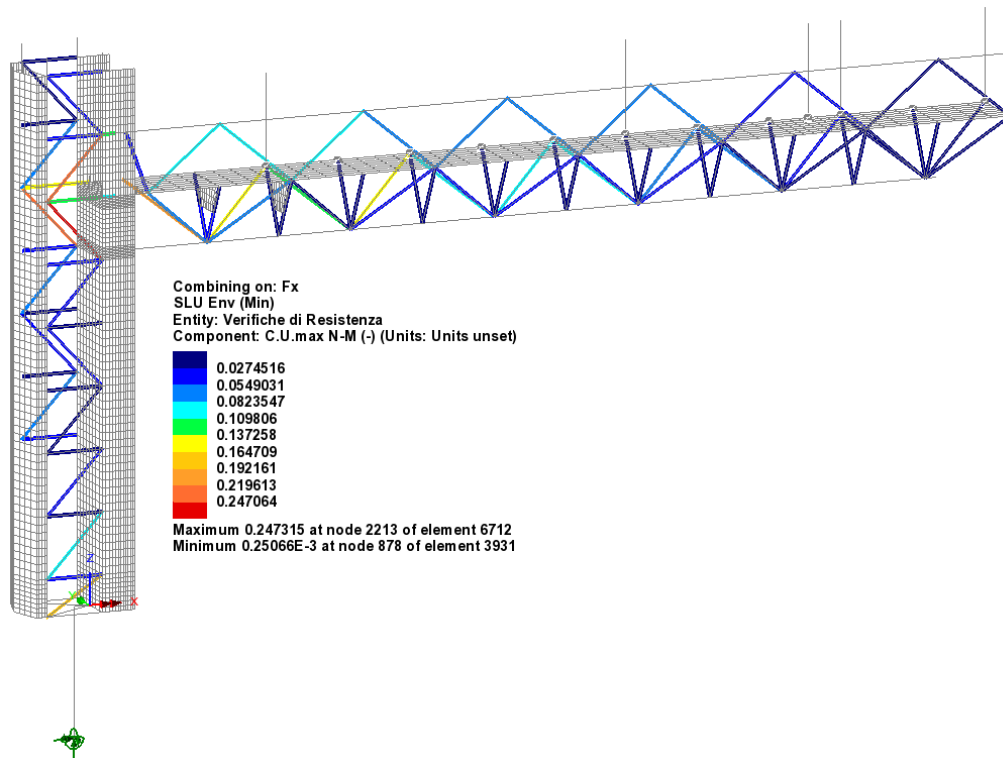 Combining on: Fx
SLU Env (Min)
Entity: Verifiche di Resistenza
Component: C.U.max N-M (-) (Units: Units unset)
0.0274516
0.0549031
0.0823547
0.109806
0.137258
0.164709
0.192161
0.219613
0.247064
Maximum 0.247315 at node 2213 of element 6712
Minimum 0.25066E-3 at node 878 of element 3931
Z
Y
X